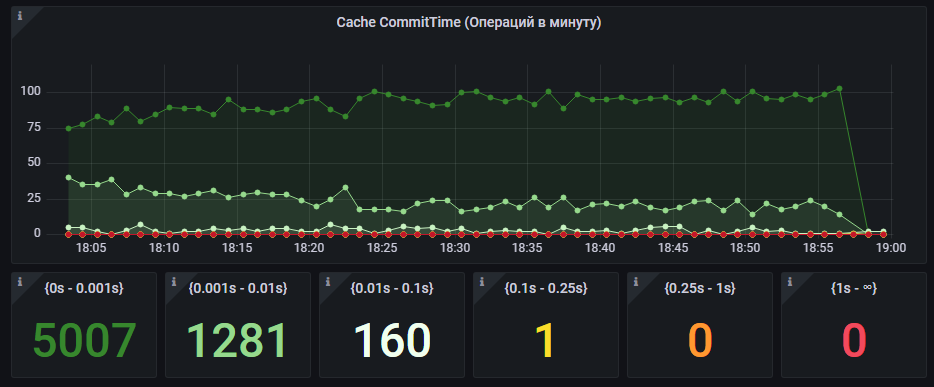 Cache CommitTime (Операций в минуту)
100
75
50
25
0
18:05 18:10 18:15 18:20 18:25 18:30 18:35 18:40 18:45 18:50 18:55 19:00
{0s - 0.001s} {0.001s - 0.01s} {0.01s - 0.1s} {0.1s - 0.25s} {0.25s - 1s} {1s - ∞}
5007 1281 160 1 0 0